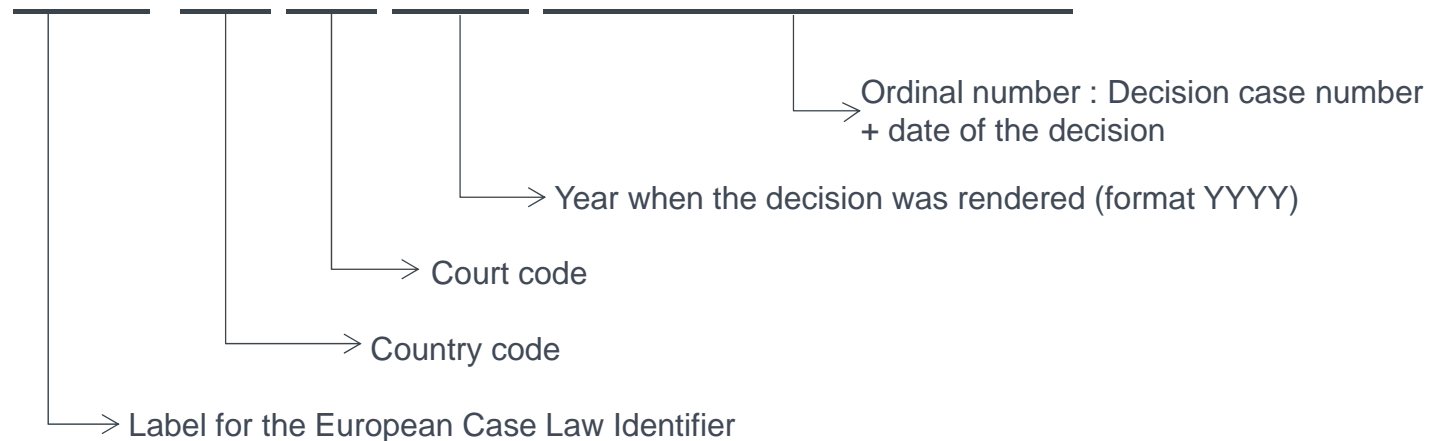 Ordinal number : Decision case number
+ date of the decision
Year when the decision was rendered (format YYYY)
Court code
Country code
Label for the European Case Law Identifier